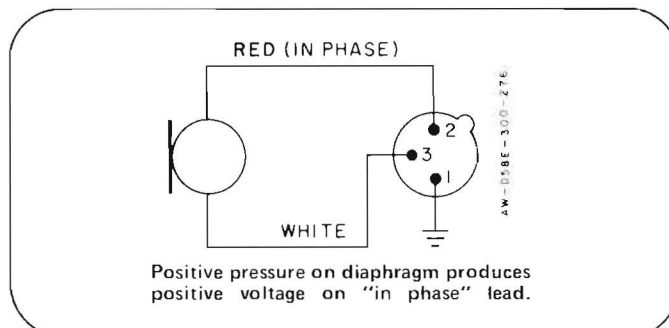 RED (IN PHASE)
2
3
1
WHITE
AW-D58E-300-276
Positive pressure on diaphragm produces
positive voltage on "in phase" lead.